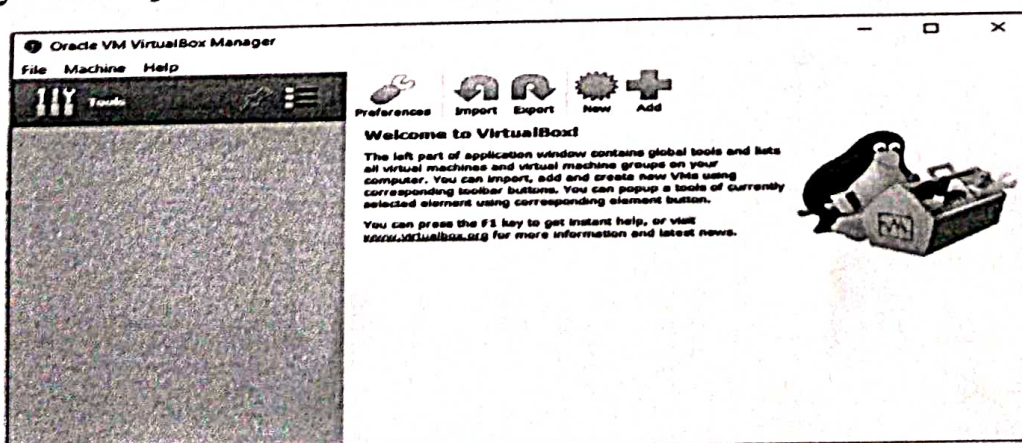 Oracle VM VirtualBox Manager
File Machine Help
Tools
Preferences Import Export New Add
Welcome to VirtualBox!
The left part of application window contains global tools and lists
all virtual machines and virtual machine groups on your
computer. You can import, add and create new VMs using
corresponding toolbar buttons. You can popup a tools of currently
selected element using corresponding element button.
You can press the F1 key to get instant help, or visit
www.virtualbox.org for more information and latest news.